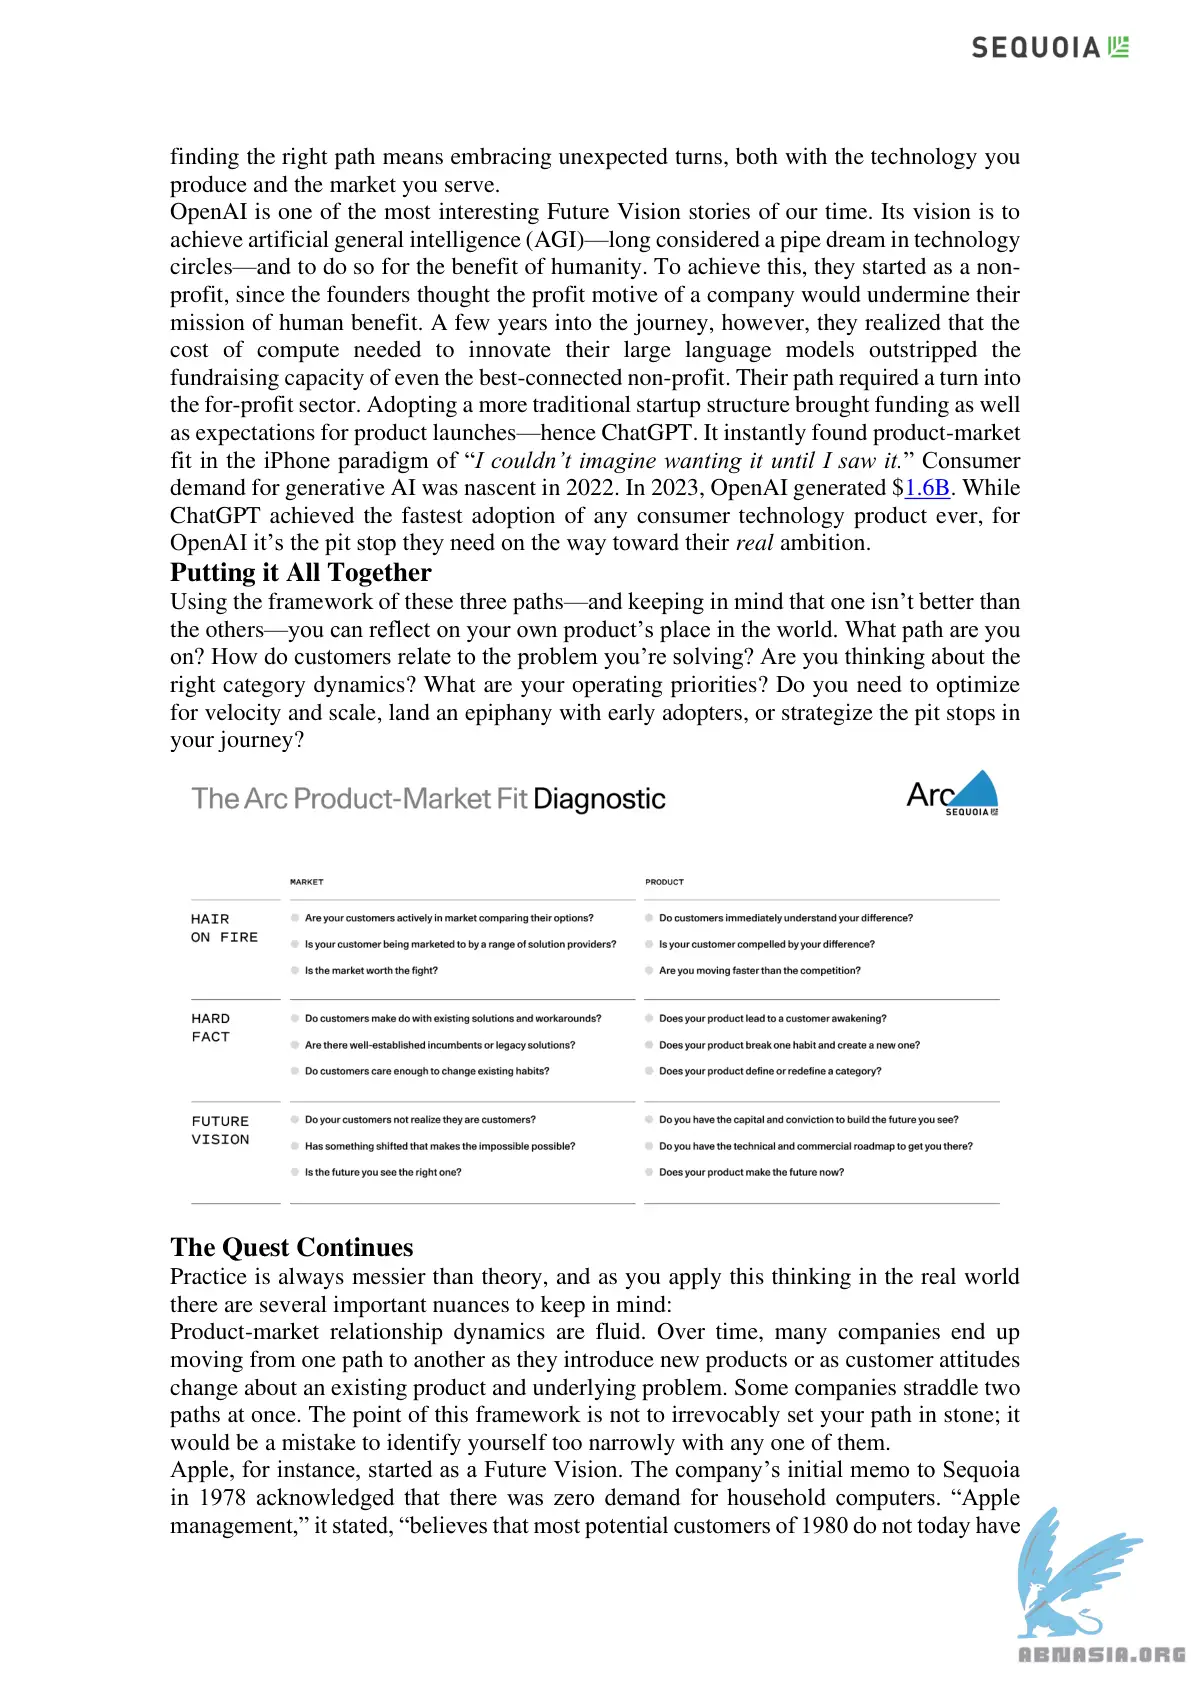 SEQUOIA
finding the right path means embracing unexpected turns, both with the technology you
produce and the market you serve.
OpenAI is one of the most interesting Future Vision stories of our time. Its vision is to
achieve artificial general intelligence (AGI)—long considered a pipe dream in technology
circles—and to do so for the benefit of humanity. To achieve this, they started as a non-
profit, since the founders thought the profit motive of a company would undermine their
mission of human benefit. A few years into the journey, however, they realized that the
cost of compute needed to innovate their large language models outstripped the
fundraising capacity of even the best-connected non-profit. Their path required a turn into
the for-profit sector. Adopting a more traditional startup structure brought funding as well
as expectations for product launches—hence ChatGPT. It instantly found product-market
fit in the iPhone paradigm of “I couldn’t imagine wanting it until I saw it.” Consumer
demand for generative AI was nascent in 2022. In 2023, OpenAI generated $1.6B. While
ChatGPT achieved the fastest adoption of any consumer technology product ever, for
OpenAI it’s the pit stop they need on the way toward their real ambition.
Putting it All Together
Using the framework of these three paths—and keeping in mind that one isn’t better than
the others—you can reflect on your own product’s place in the world. What path are you
on? How do customers relate to the problem you’re solving? Are you thinking about the
right category dynamics? What are your operating priorities? Do you need to optimize
for velocity and scale, land an epiphany with early adopters, or strategize the pit stops in
your journey?
The Arc Product-Market Fit Diagnostic
Arc
SEQUOIA
MARKET PRODUCT
HAIR
ON FIRE
Are your customers actively in market comparing their options?
Is your customer being marketed to by a range of solution providers?
Is the market worth the fight?
Do customers immediately understand your difference?
Is your customer compelled by your difference?
Are you moving faster than the competition?
HARD
FACT
Do customers make do with existing solutions and workarounds?
Are there well-established incumbents or legacy solutions?
Do customers care enough to change existing habits?
Does your product lead to a customer awakening?
Does your product break one habit and create a new one?
Does your product define or redefine a category?
FUTURE
VISION
Do your customers not realize they are customers?
Has something shifted that makes the impossible possible?
Is the future you see the right one?
Do you have the capital and conviction to build the future you see?
Do you have the technical and commercial roadmap to get you there?
Does your product make the future now?
The Quest Continues
Practice is always messier than theory, and as you apply this thinking in the real world
there are several important nuances to keep in mind:
Product-market relationship dynamics are fluid. Over time, many companies end up
moving from one path to another as they introduce new products or as customer attitudes
change about an existing product and underlying problem. Some companies straddle two
paths at once. The point of this framework is not to irrevocably set your path in stone; it
would be a mistake to identify yourself too narrowly with any one of them.
Apple, for instance, started as a Future Vision. The company’s initial memo to Sequoia
in 1978 acknowledged that there was zero demand for household computers. “Apple
management,” it stated, “believes that most potential customers of 1980 do not today have
ABNASIA.ORG